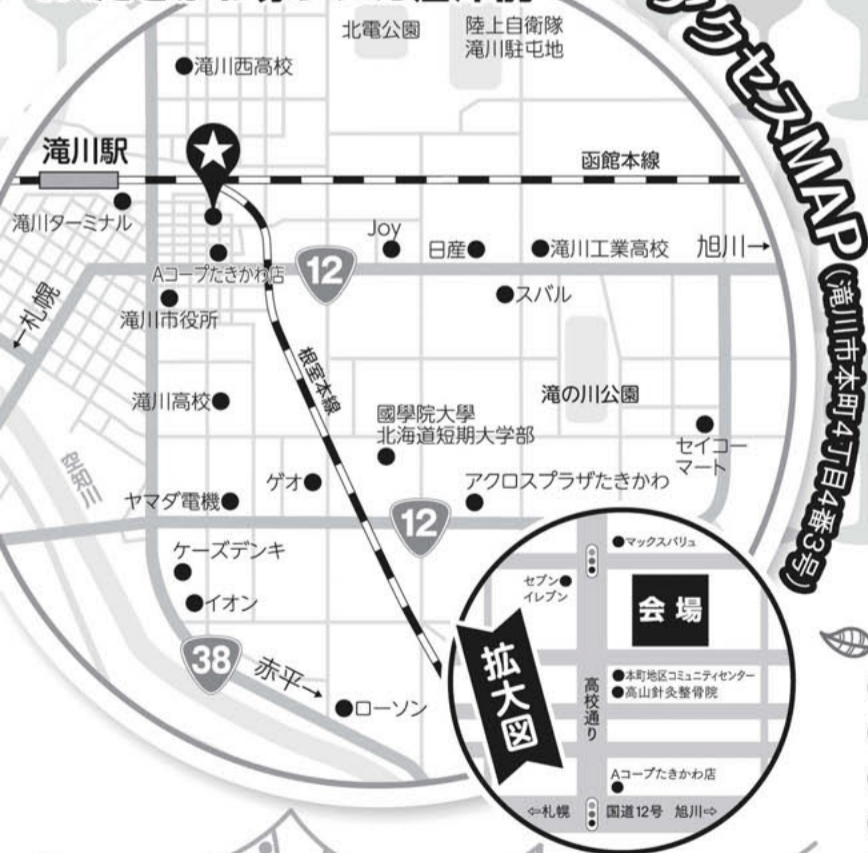 アクセスMAP
(滝川市本町4丁目4番3号)
北電公園
陸上自衛隊
滝川駐屯地
滝川西高校
滝川駅
函館本線
滝川ターミナル
Joy
日産
滝川工業高校
旭川→
Aコープたきかわ店
12
←札幌
滝川市役所
スバル
根室本線
滝川高校
國學院大學
北海道短期大学部
滝の川公園
セイコー
マート
空知川
ゲオ
アクロスプラザたきかわ
ヤマダ電機
12
ケーズデンキ
イオン
38
赤平→
ローソン
拡大図
マックスバリュ
セブン
イレブン
会場
本町地区コミュニティセンター
高山針灸整骨院
高校通り
Aコープたきかわ店
⇦札幌
国道12号
旭川⇨